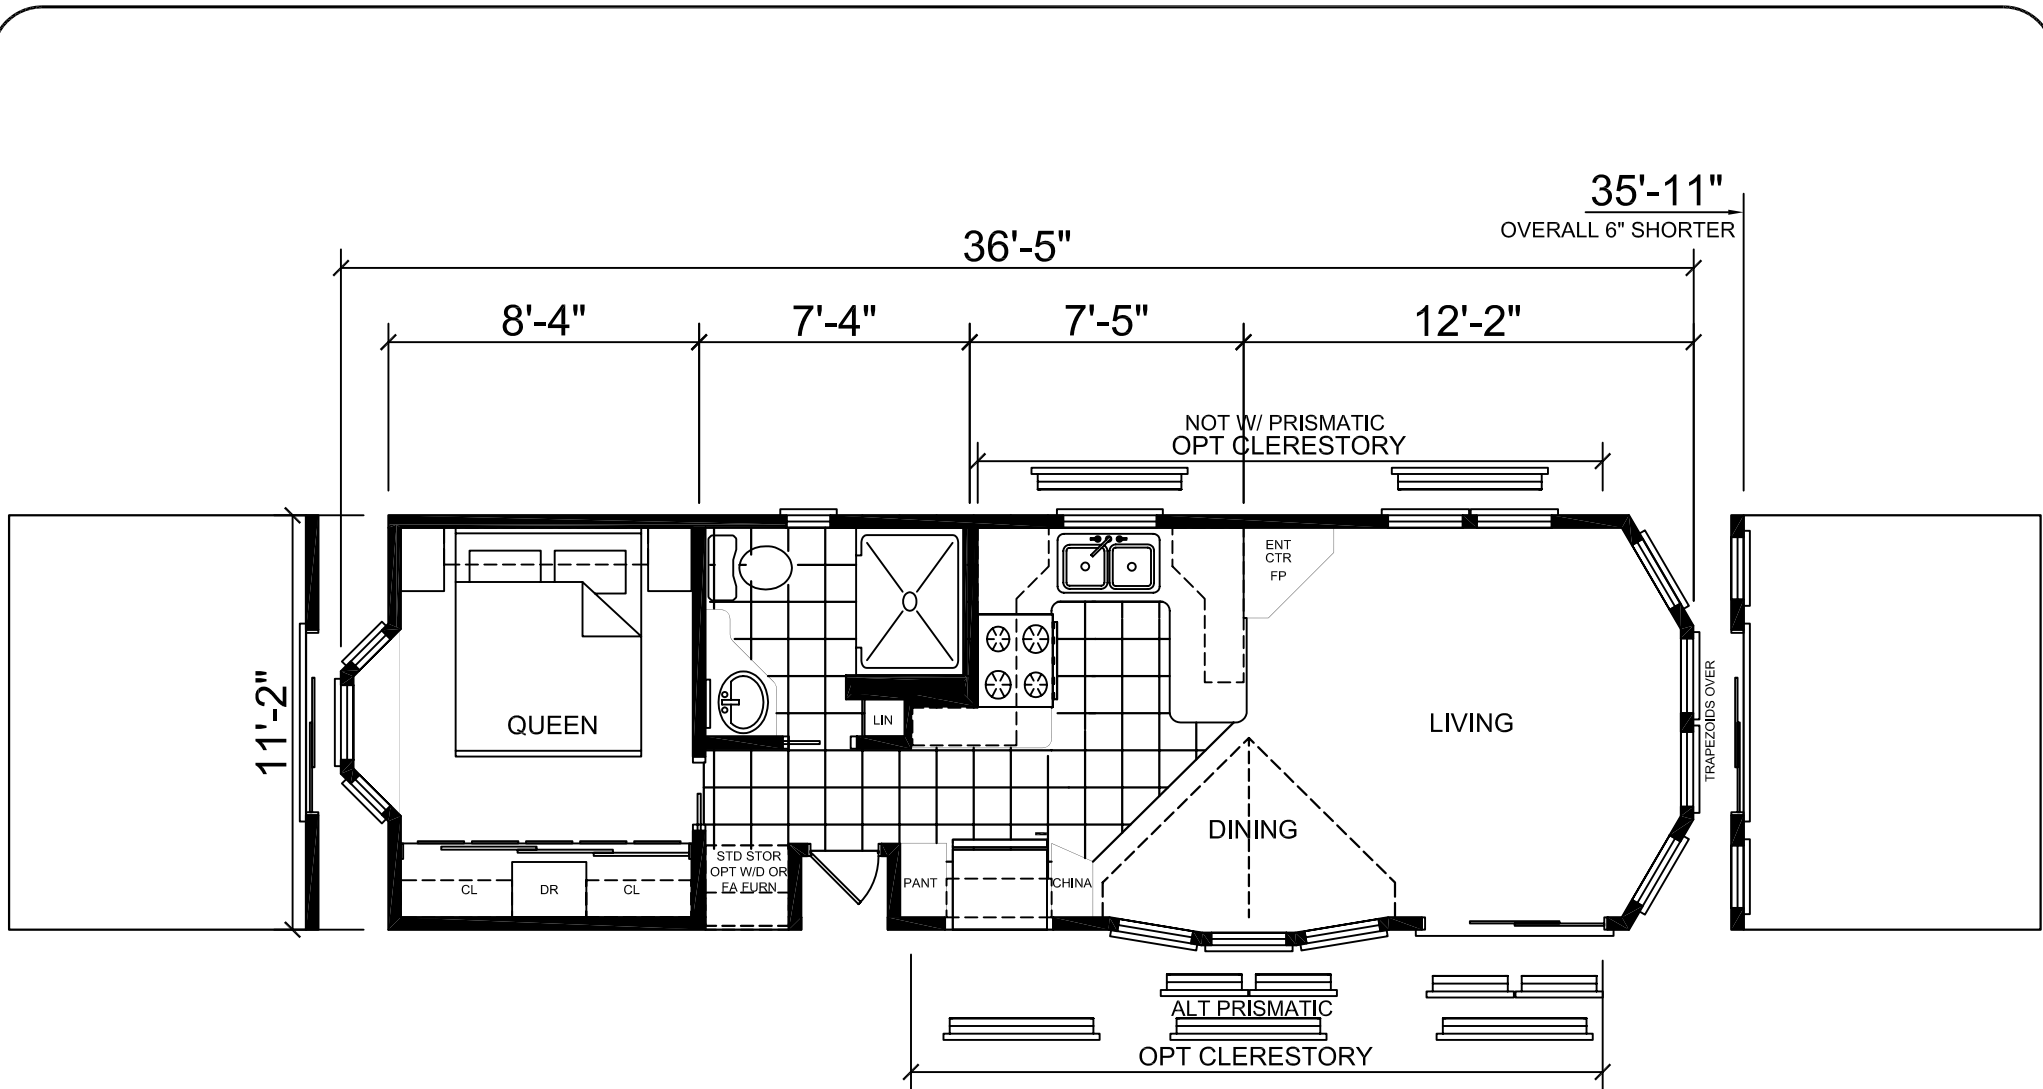 35'-11"
OVERALL 6" SHORTER
36'-5"
8'-4"
7'-4"
7'-5"
12'-2"
NOT W/ PRISMATIC
OPT CLERESTORY
ENT
CTR
FP
11'-2"
QUEEN
LIN
LIVING
TRAPEZOIDS OVER
DINING
STD STOR
OPT W/D OR
FA FURN
CL
DR
CL
PANT
CHINA
ALT PRISMATIC
OPT CLERESTORY